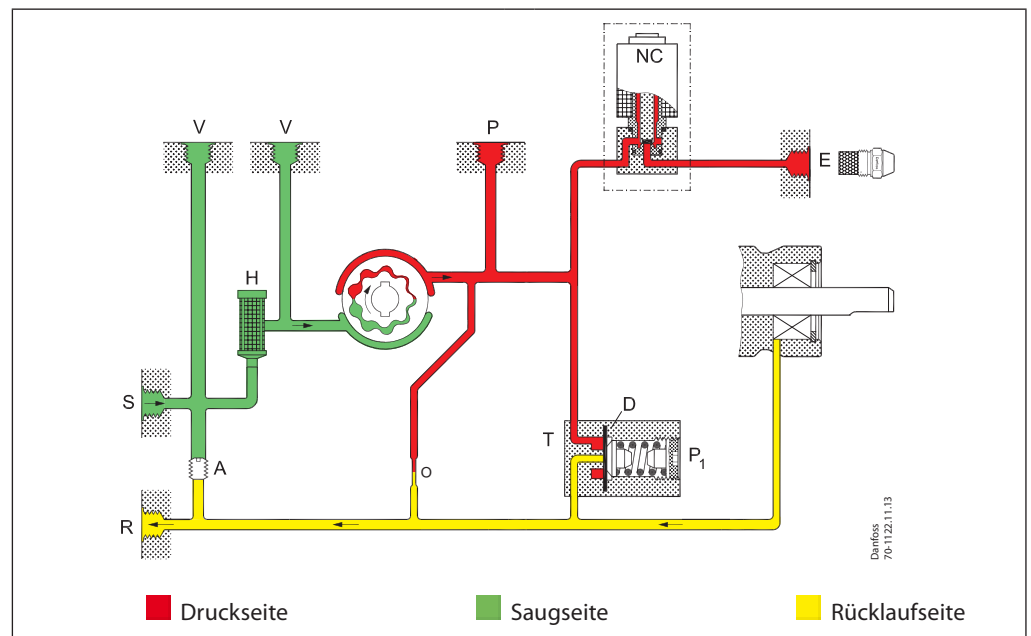 NC
V V P
E
H
S
D
T
P1
A
O
R
Danfoss
70-1122.11.13
Druckseite Saugseite Rücklaufseite